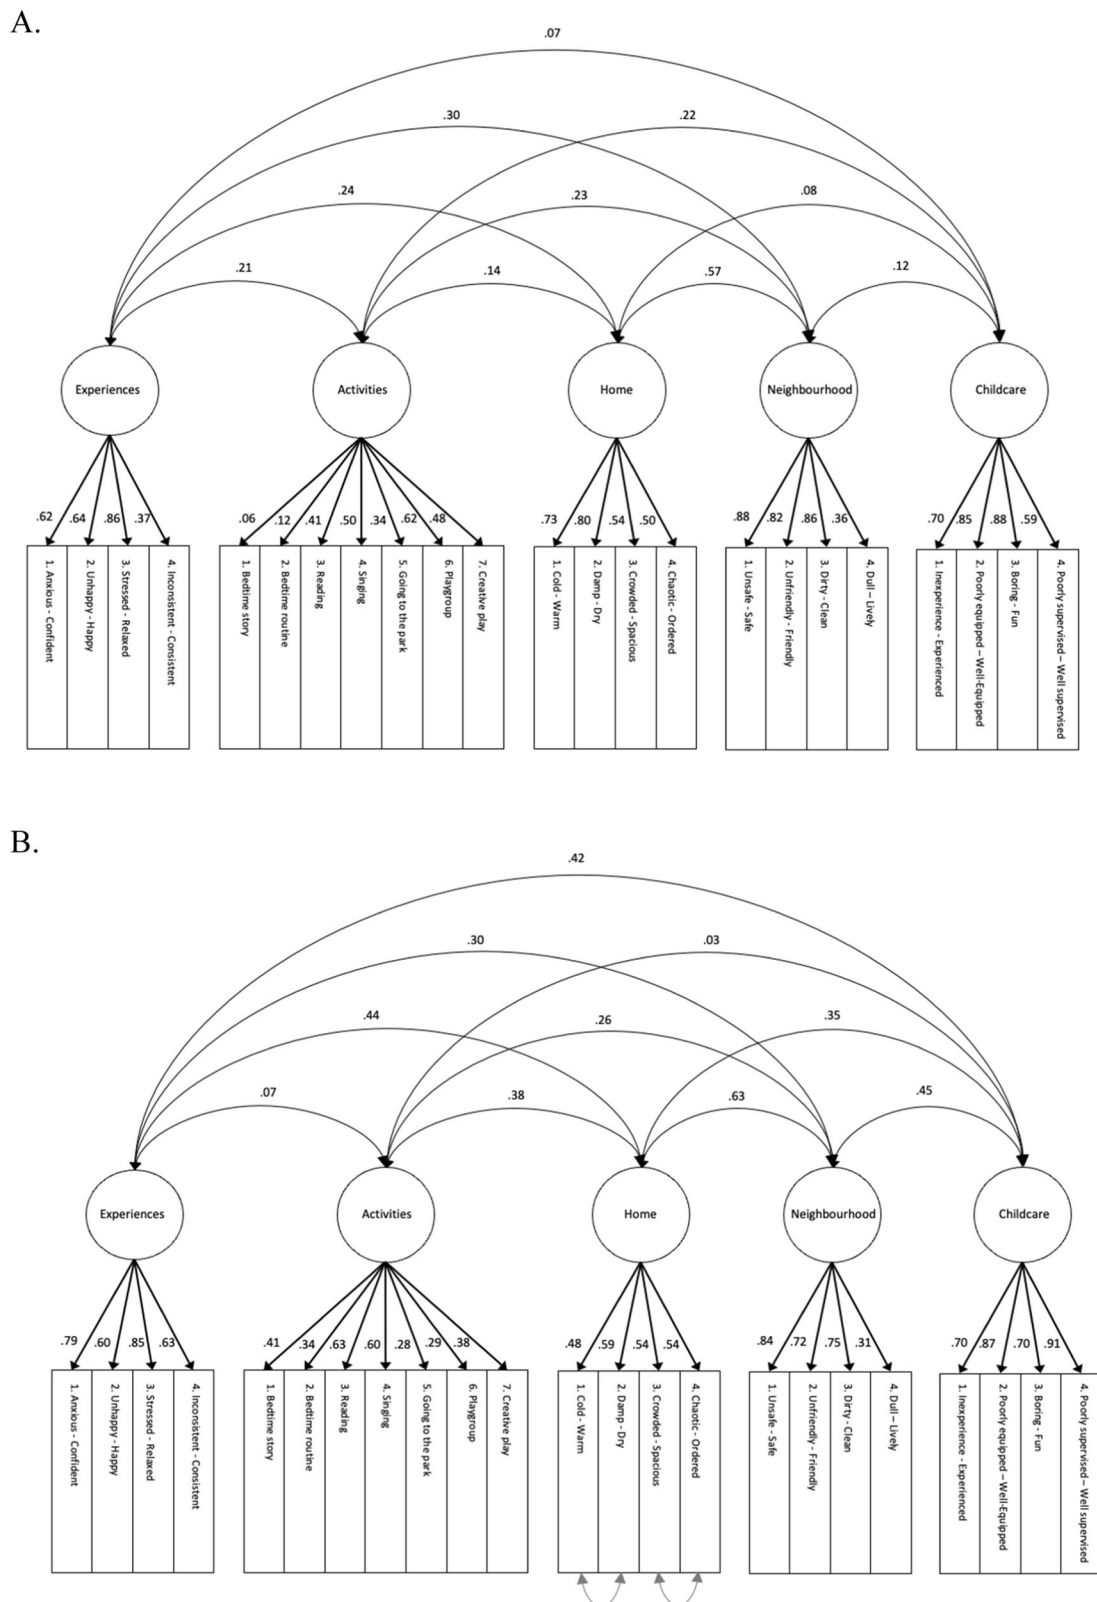 A.
.07
.30
.22
.24
.23
.08
.21
.14
.57
.12
Experiences
Activities
Home
Neighbourhood
Childcare
.62 .64 .86 .37
.06 .12 .41 .50 .34 .62 .48
.73 .80 .54 .50
.88 .82 .86 .36
.70 .85 .88 .59
1. Anxious - Confident
2. Unhappy - Happy
3. Stressed - Relaxed
4. Inconsistent - Consistent
1. Bedtime story
2. Bedtime routine
3. Reading
4. Singing
5. Going to the park
6. Playgroup
7. Creative play
1. Cold - Warm
2. Damp - Dry
3. Crowded - Spacious
4. Chaotic - Ordered
1. Unsafe - Safe
2. Unfriendly - Friendly
3. Dirty - Clean
4. Dull – Lively
1. Inexperience - Experienced
2. Poorly equipped – Well-Equipped
3. Boring - Fun
4. Poorly supervised – Well supervised
B.
.42
.30
.03
.44
.26
.35
.07
.38
.63
.45
Experiences
Activities
Home
Neighbourhood
Childcare
.79 .60 .85 .63
.41 .34 .63 .60 .28 .29 .38
.48 .59 .54 .54
.84 .72 .75 .31
.70 .87 .70 .91
1. Anxious - Confident
2. Unhappy - Happy
3. Stressed - Relaxed
4. Inconsistent - Consistent
1. Bedtime story
2. Bedtime routine
3. Reading
4. Singing
5. Going to the park
6. Playgroup
7. Creative play
1. Cold - Warm
2. Damp - Dry
3. Crowded - Spacious
4. Chaotic - Ordered
1. Unsafe - Safe
2. Unfriendly - Friendly
3. Dirty - Clean
4. Dull – Lively
1. Inexperience - Experienced
2. Poorly equipped – Well-Equipped
3. Boring - Fun
4. Poorly supervised – Well supervised